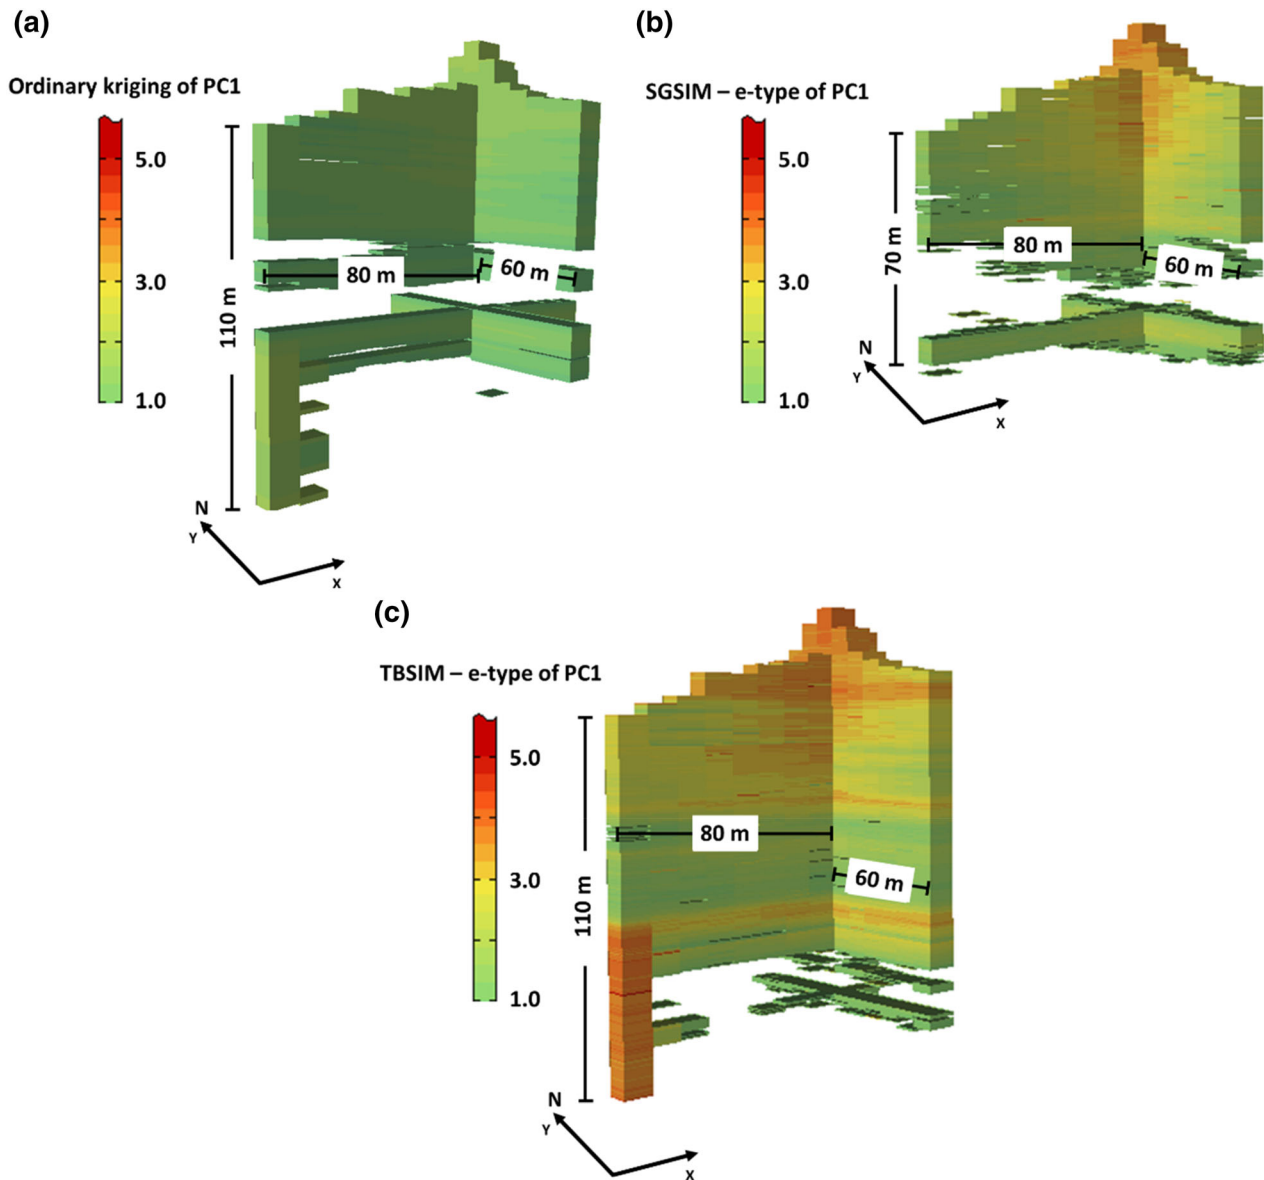 (a)
Ordinary kriging of PC1
5.0
3.0
1.0
110 m
80 m
60 m
N
Y
X
(b)
SGSIM – e-type of PC1
5.0
3.0
1.0
70 m
80 m
60 m
N
Y
X
(c)
TBSIM – e-type of PC1
5.0
3.0
1.0
110 m
80 m
60 m
N
Y
X